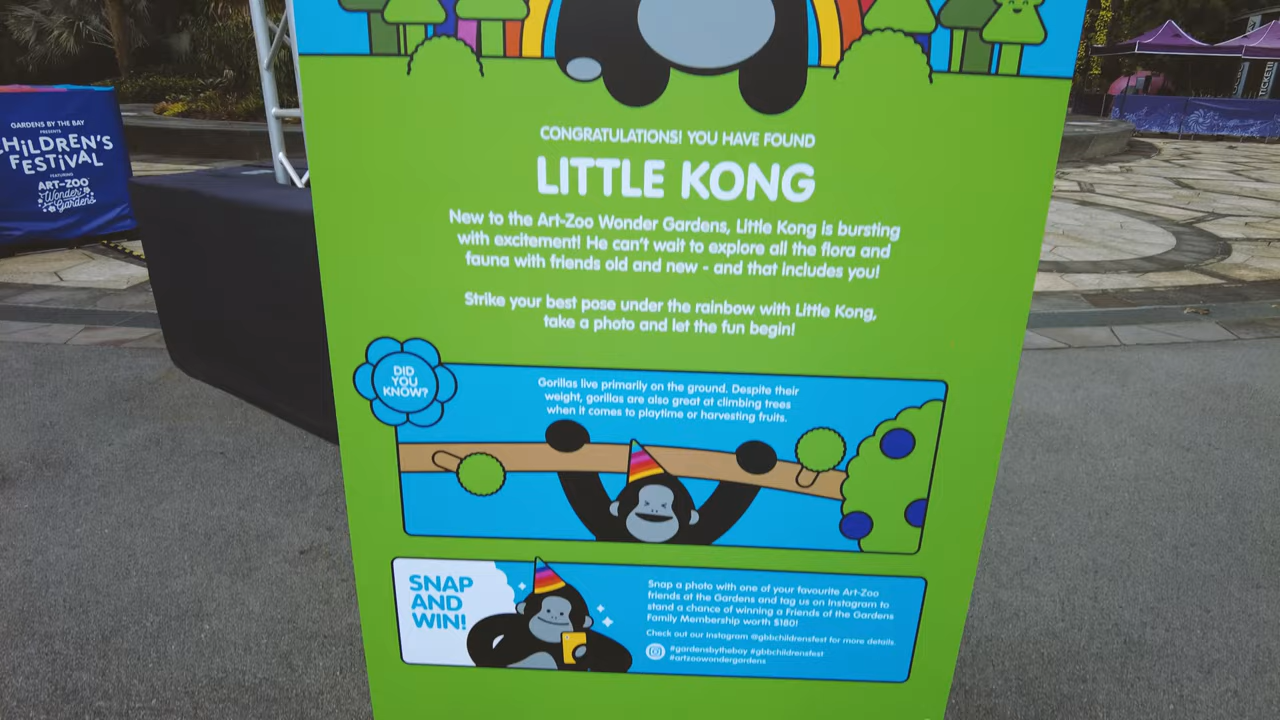 GARDENS BY THE BAY
PRESENTS
CHiLDREN'S
FESTiVAL
FEATURING
ART-ZOO
Wonder
Gardens
CONGRATULATIONS! YOU HAVE FOUND
LITTLE KONG
New to the Art-Zoo Wonder Gardens, Little Kong is bursting
with excitement! He can't wait to explore all the flora and
fauna with friends old and new - and that includes you!
Strike your best pose under the rainbow with Little Kong,
take a photo and let the fun begin!
DID
YOU
KNOW?
Gorillas live primarily on the ground. Despite their
weight, gorillas are also great at climbing trees
when it comes to playtime or harvesting fruits.
SNAP
AND
WIN!
Snap a photo with one of your favourite Art-Zoo
friends at the Gardens and tag us on Instagram to
stand a chance of winning a Friends of the Gardens
Family Membership worth $180!
Check out our Instagram @gbbchildrensfest for more details.
#gardensbythebay #gbbchildrensfest
#artzoowondergardens